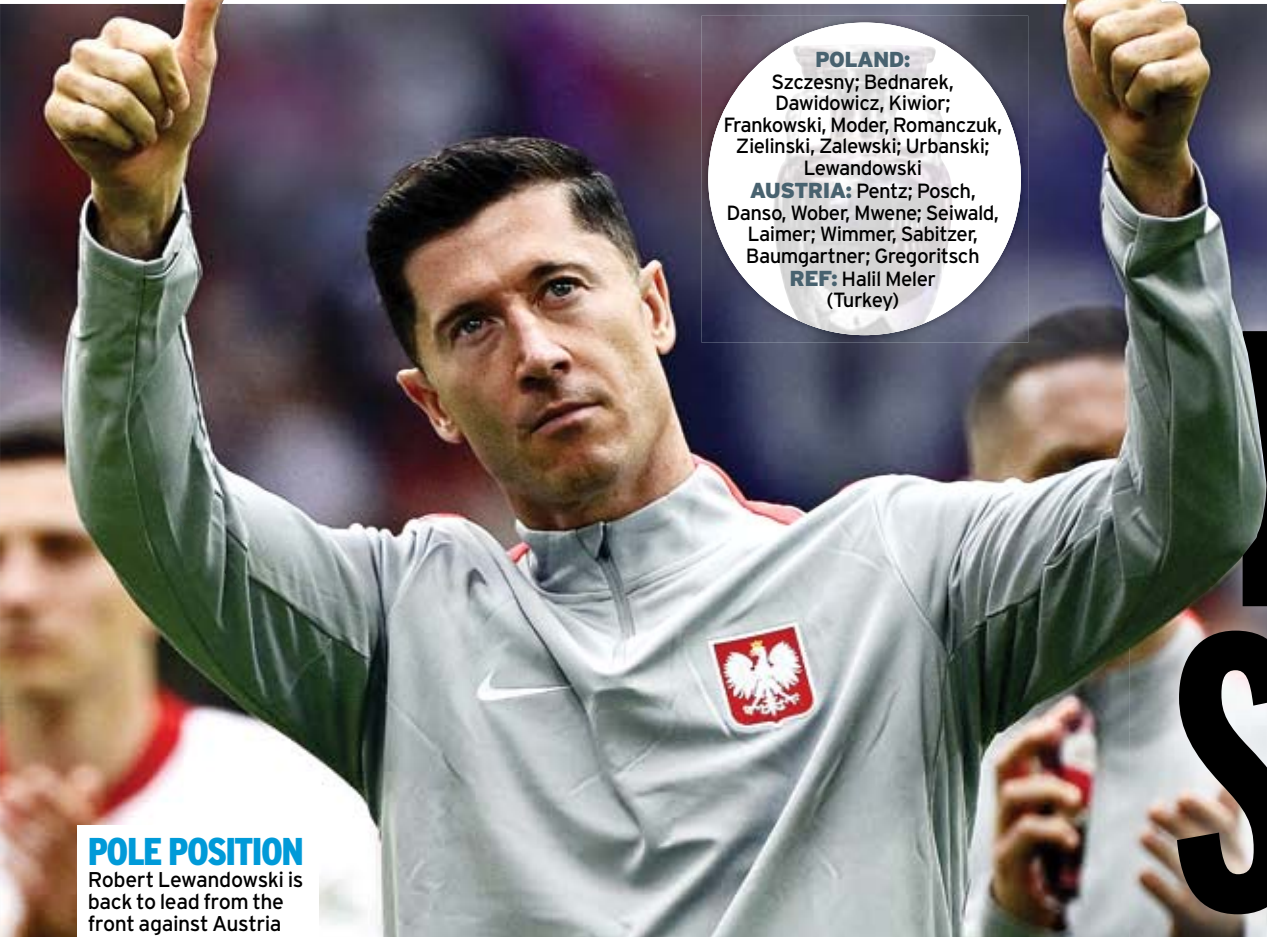 POLAND:
Szczesny; Bednarek,
Dawidowicz, Kiwior;
Frankowski, Moder, Romanczuk,
Zielinski, Zalewski; Urbanski;
Lewandowski
AUSTRIA: Pentz; Posch,
Danso, Wober, Mwene; Seiwald,
Laimer; Wimmer, Sabitzer,
Baumgartner; Gregoritsch
REF: Halil Meler
(Turkey)
POLE POSITION
Robert Lewandowski is
back to lead from the
front against Austria
S